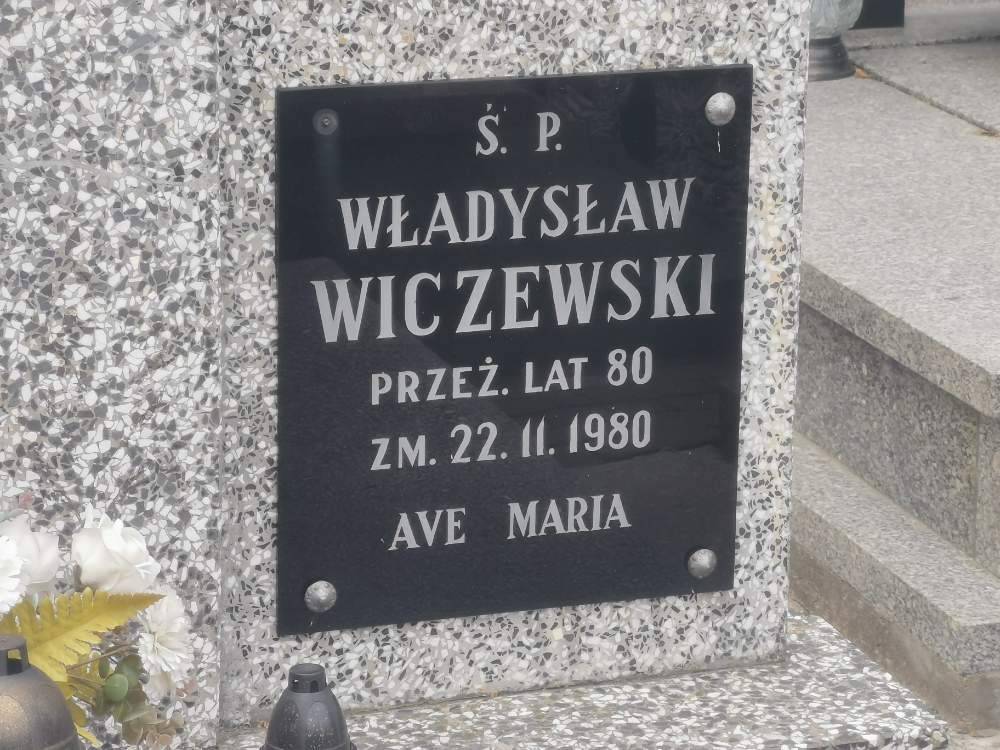 Ś. P.
WŁADYSŁAW
WICZEWSKI
PRZEŻ. LAT 80
ZM. 22. 11. 1980
AVE MARIA